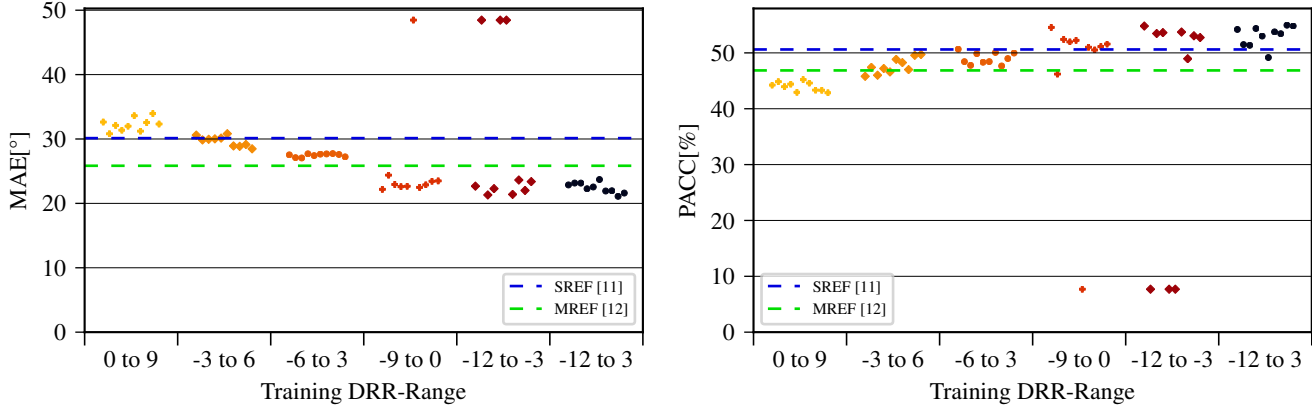 50
40
30
20
10
0
MAE[°]
SREF [11]
MREF [12]
0 to 9
-3 to 6
-6 to 3
-9 to 0
-12 to -3
-12 to 3
Training DRR-Range
50
40
30
20
10
0
PACC[%]
SREF [11]
MREF [12]
0 to 9
-3 to 6
-6 to 3
-9 to 0
-12 to -3
-12 to 3
Training DRR-Range